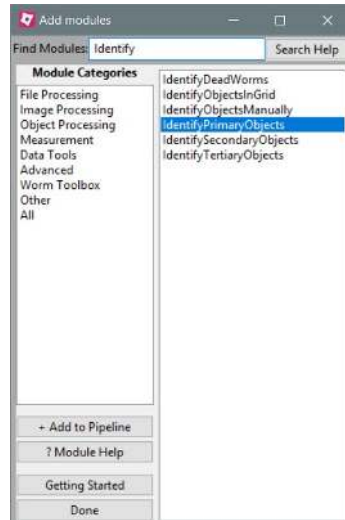 Add modules
Find Modules: Identify Search Help
Module Categories
File Processing
Image Processing
Object Processing
Measurement
Data Tools
Advanced
Worm Toolbox
Other
All
IdentifyDeadWorms
IdentifyObjectsInGrid
IdentifyObjectsManually
IdentifyPrimaryObjects
IdentifySecondaryObjects
IdentifyTertiaryObjects
+ Add to Pipeline
? Module Help
Getting Started
Done